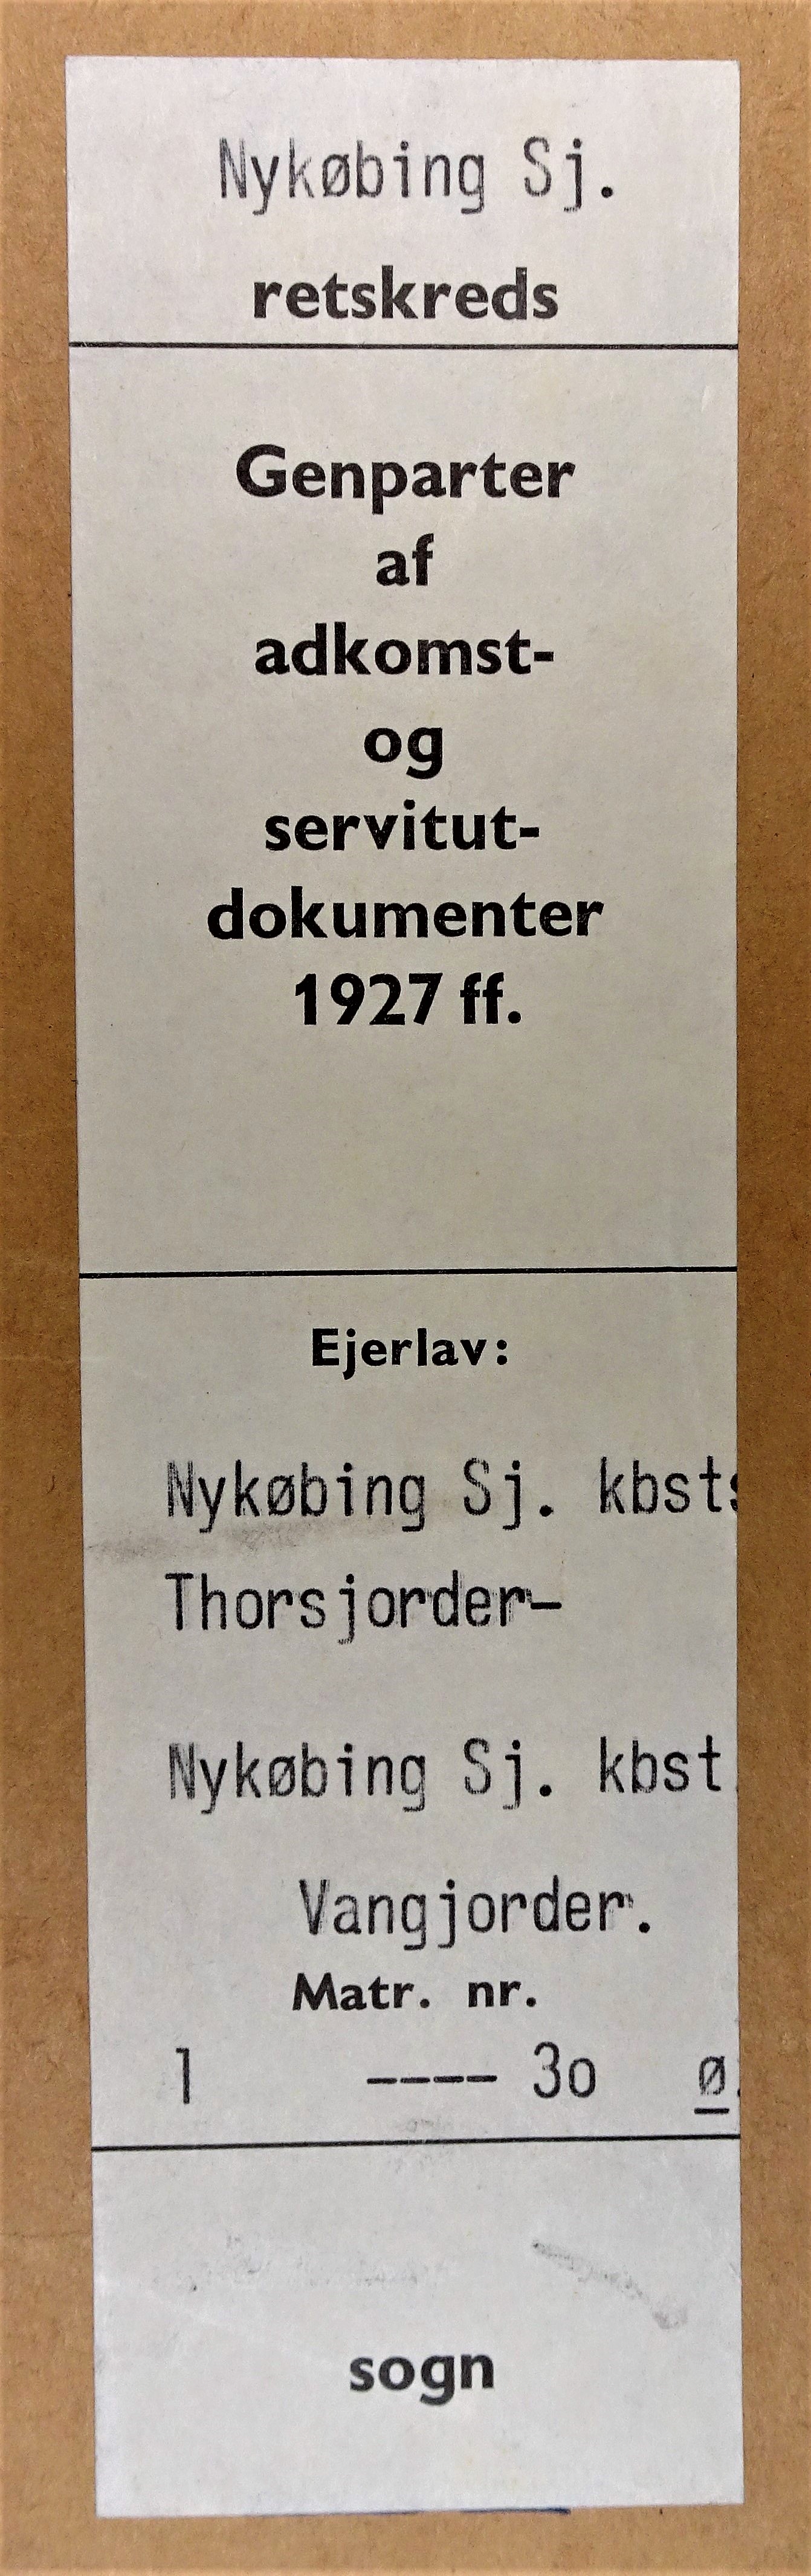 Nykøbing Sj.
retskreds
Genparter
af
adkomst-
og
servitut-
dokumenter
1927 ff.
Ejerlav:
Nykøbing Sj. kbsts
Thorsjorder-
Nykøbing Sj. kbst.
Vangjorder.
Matr. nr.
1 ---- 3o ø.
sogn